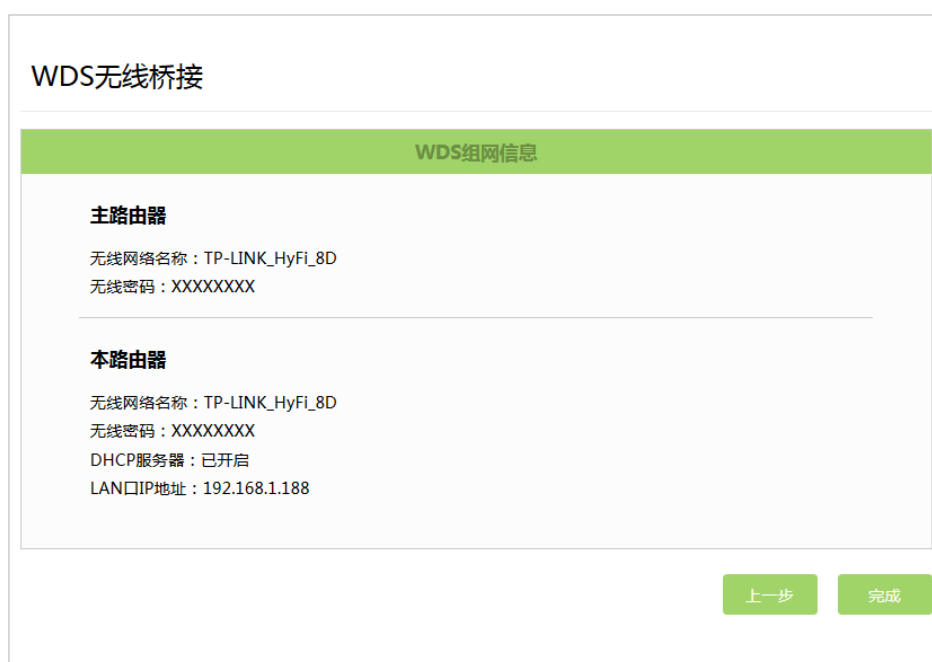 WDS无线桥接
WDS组网信息
主路由器
无线网络名称：TP-LINK_HyFi_8D
无线密码：XXXXXXXX
本路由器
无线网络名称：TP-LINK_HyFi_8D
无线密码：XXXXXXXX
DHCP服务器：已开启
LAN口IP地址：192.168.1.188
上一步 完成